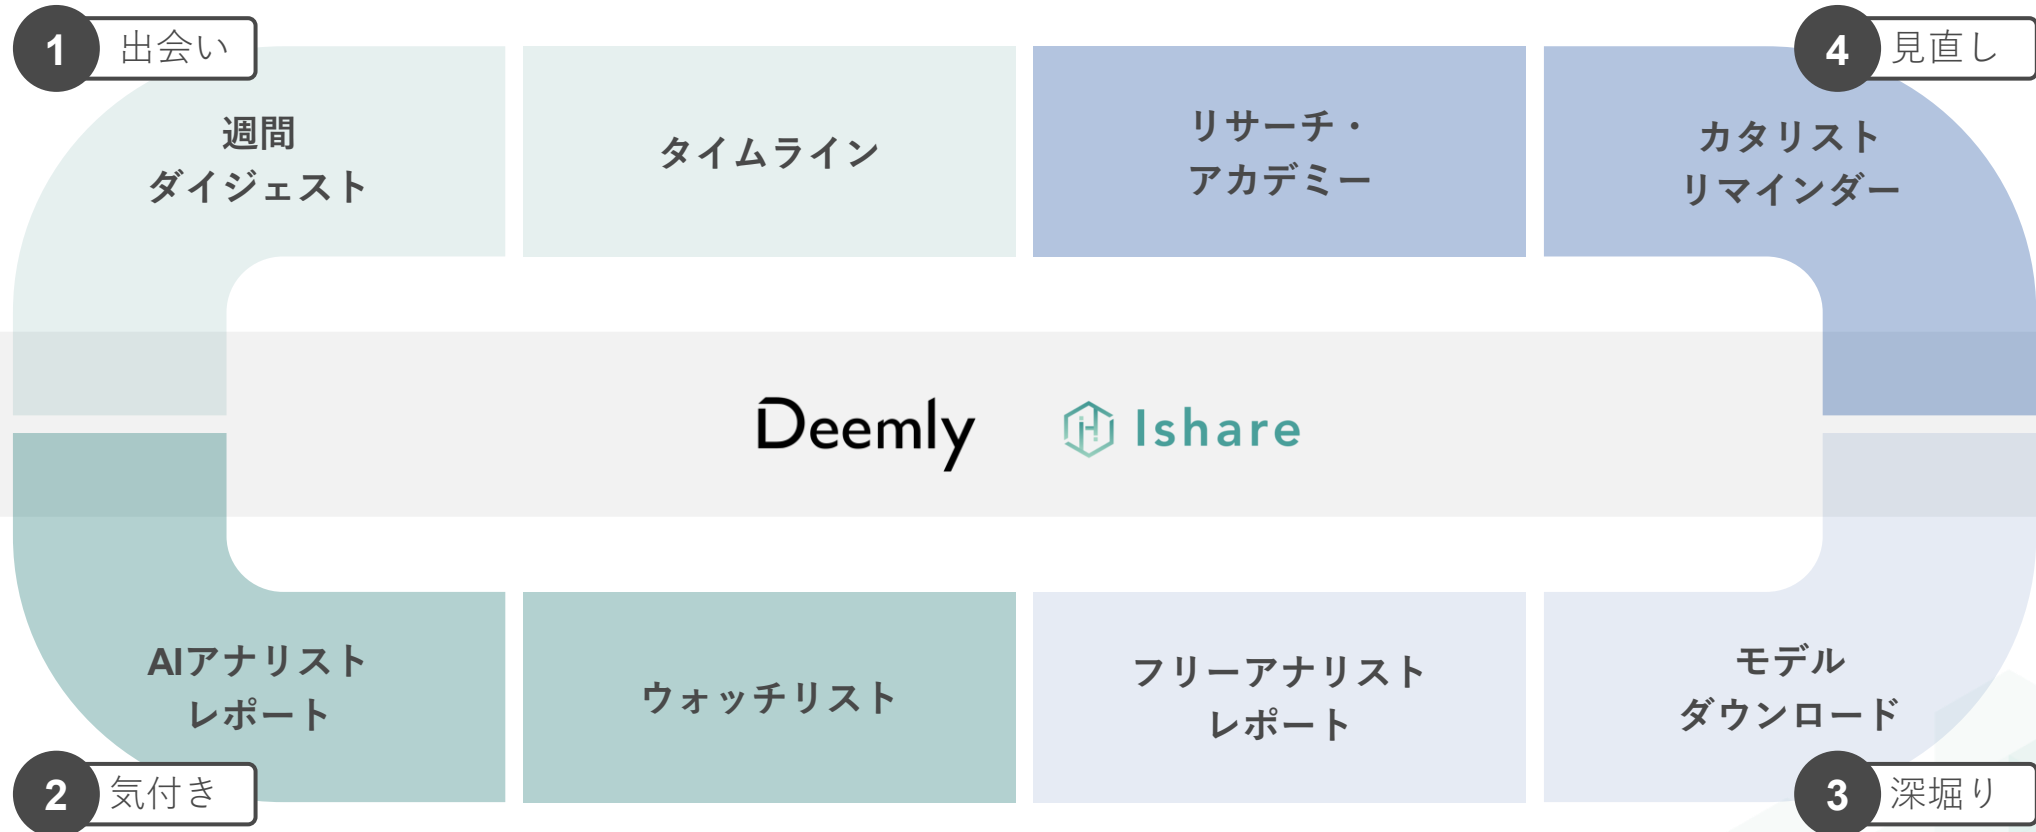 1 出会い
週間
ダイジェスト
タイムライン
リサーチ・
アカデミー
4 見直し
カタリスト
リマインダー
Deemly
Ishare
AIアナリスト
レポート
2 気付き
ウォッチリスト
フリーアナリスト
レポート
モデル
ダウンロード
3 深堀り